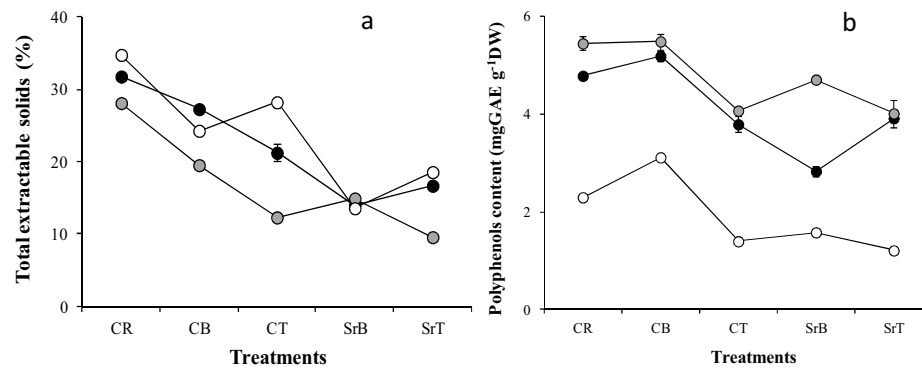 a
Total extractable solids (%)
40
30
20
10
0
CR CB CT SrB SrT
Treatments
b
Polyphenols content (mgGAE g-1DW)
6
4
2
0
CR CB CT SrB SrT
Treatments